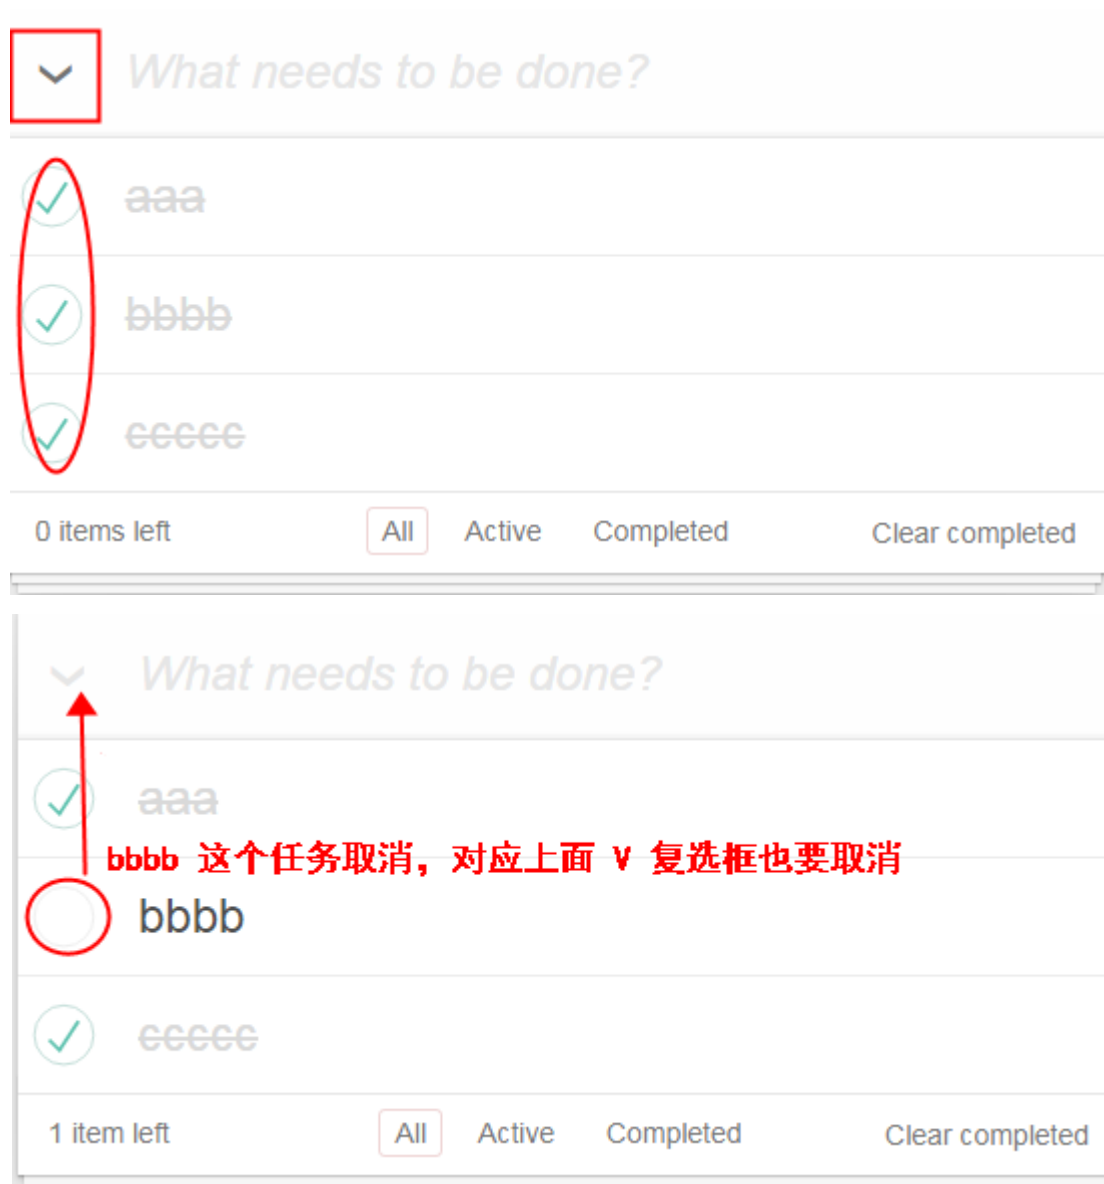 What needs to be done?
aaa
bbbb
ccccc
0 items left All Active Completed Clear completed
What needs to be done?
aaa
bbbb 这个任务取消，对应上面 V 复选框也要取消
bbbb
ccccc
1 item left All Active Completed Clear completed